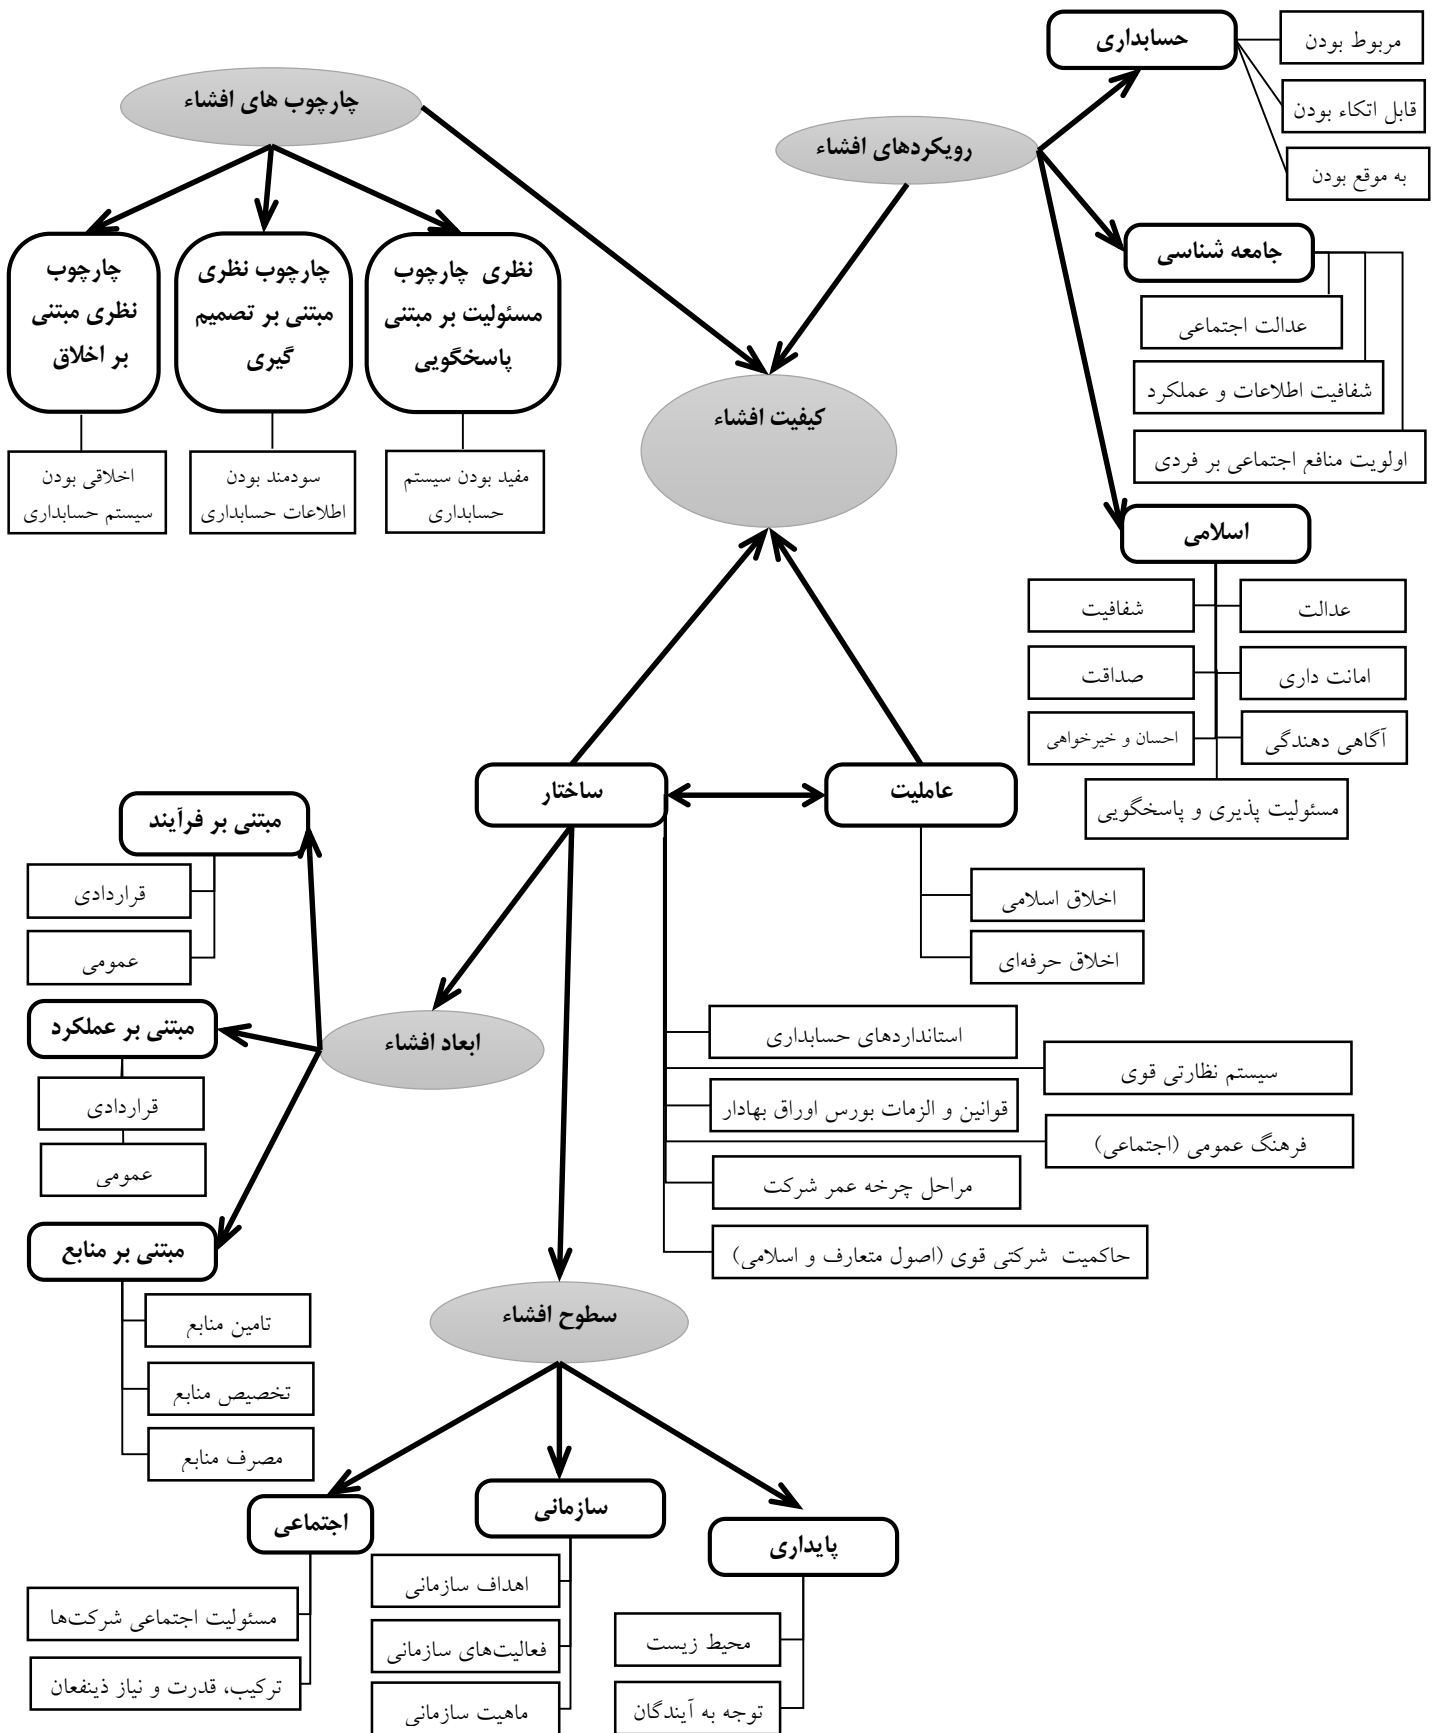 حسابداری
مربوط بودن
قابل اتکاء بودن
به موقع بودن
چارچوب های افشاء
رویکردهای افشاء
جامعه شناسی
عدالت اجتماعی
شفافیت اطلاعات و عملکرد
اولویت منافع اجتماعی بر فردی
نظری چارچوب
مسئولیت بر مبتنی
پاسخگویی
چارچوب نظری
مبتنی بر تصمیم
گیری
چارچوب
نظری مبتنی
بر اخلاق
مفید بودن سیستم
حسابداری
سودمند بودن
اطلاعات حسابداری
اخلاقی بودن
سیستم حسابداری
کیفیت افشاء
اسلامی
عدالت
شفافیت
امانت داری
صداقت
آگاهی دهندگی
احسان و خیرخواهی
مسئولیت پذیری و پاسخگویی
عاملیت
ساختار
اخلاق اسلامی
اخلاق حرفه‌ای
مبتنی بر فرآیند
قراردادی
عمومی
ابعاد افشاء
مبتنی بر عملکرد
قراردادی
عمومی
مبتنی بر منابع
تامین منابع
تخصیص منابع
مصرف منابع
استانداردهای حسابداری
سیستم نظارتی قوی
قوانین و الزمات بورس اوراق بهادار
فرهنگ عمومی (اجتماعی)
مراحل چرخه عمر شرکت
حاکمیت شرکتی قوی (اصول متعارف و اسلامی)
سطوح افشاء
پایداری
محیط زیست
توجه به آیندگان
سازمانی
اهداف سازمانی
فعالیت‌های سازمانی
ماهیت سازمانی
اجتماعی
مسئولیت اجتماعی شرکت‌ها
ترکیب، قدرت و نیاز ذینفعان